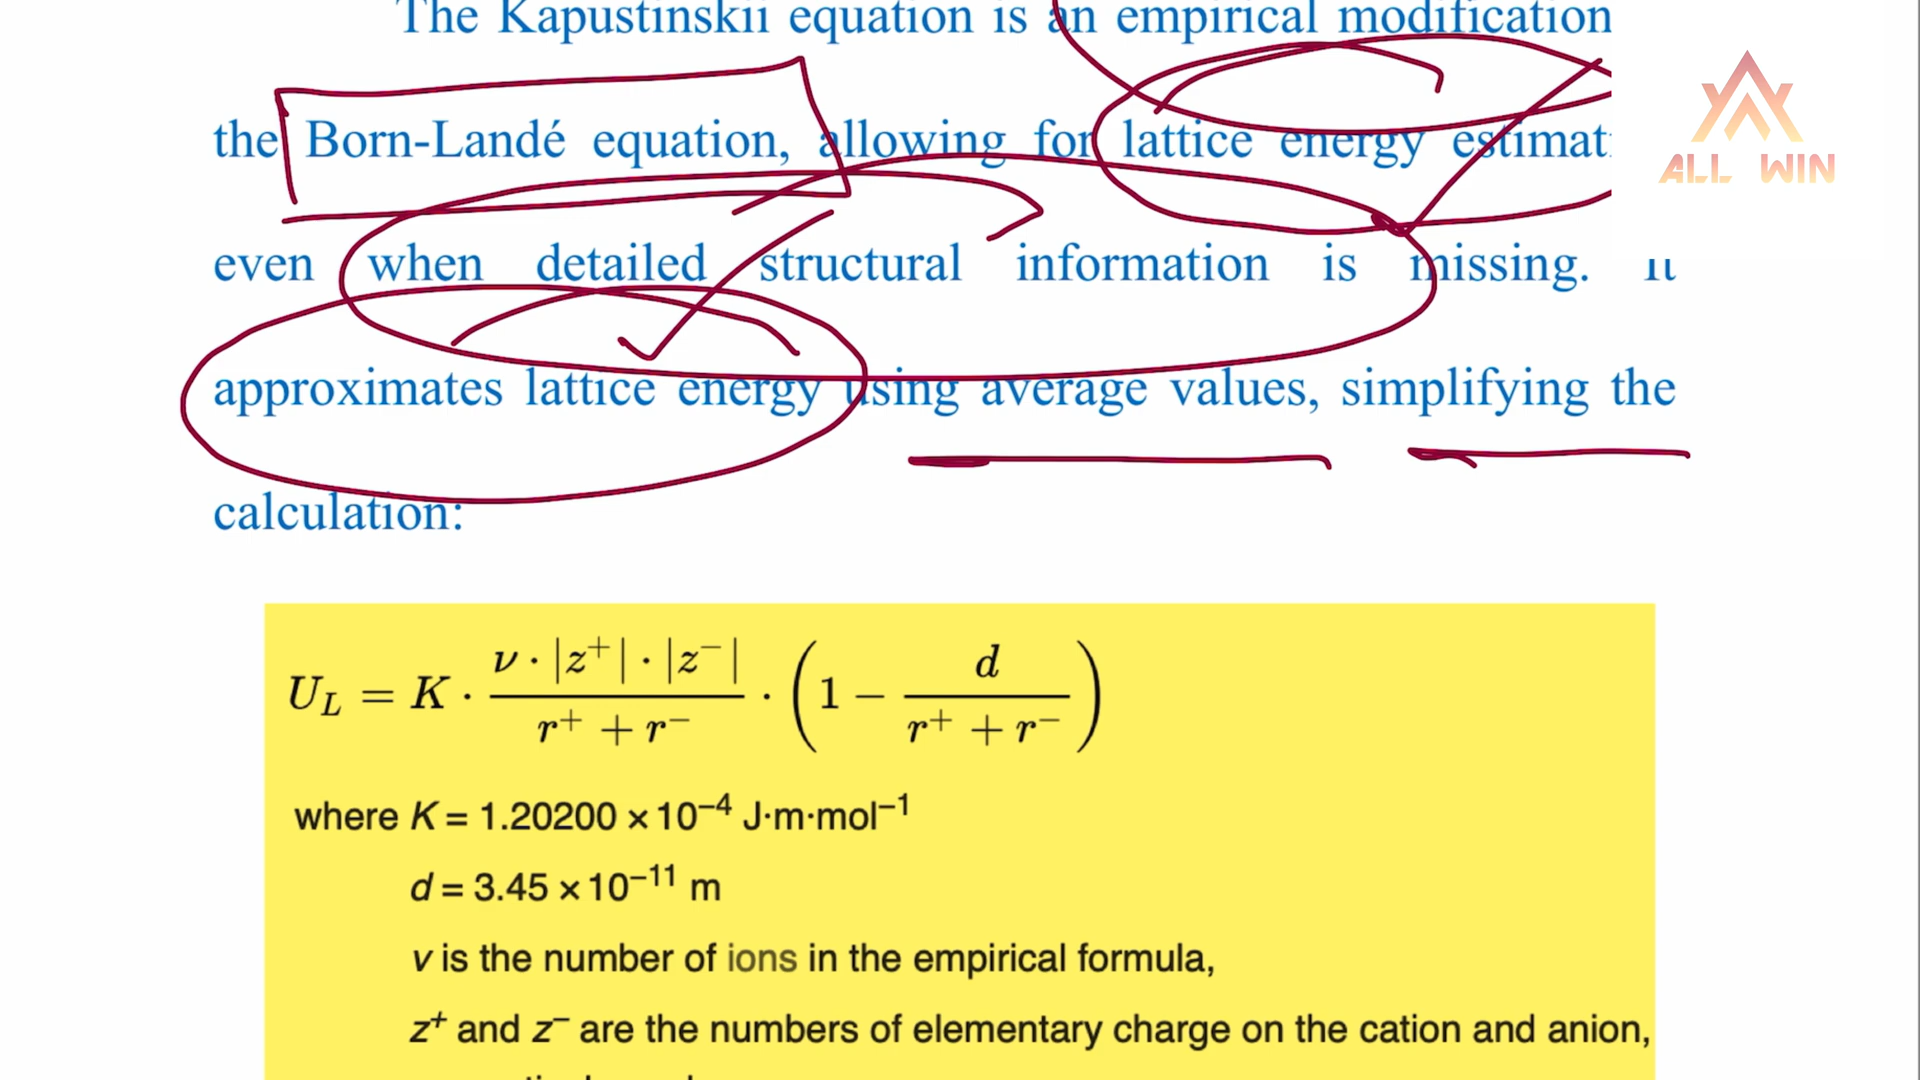 The Kapustinskii equation is an empirical modification
the Born-Landé equation, allowing for lattice energy estimat
even when detailed structural information is missing. It
approximates lattice energy using average values, simplifying the
calculation:
U_L = K · (ν · |z⁺| · |z⁻|) / (r⁺ + r⁻) · (1 − d / (r⁺ + r⁻))
where K = 1.20200 × 10⁻⁴ J·m·mol⁻¹
d = 3.45 × 10⁻¹¹ m
ν is the number of ions in the empirical formula,
z⁺ and z⁻ are the numbers of elementary charge on the cation and anion,
ALL WIN